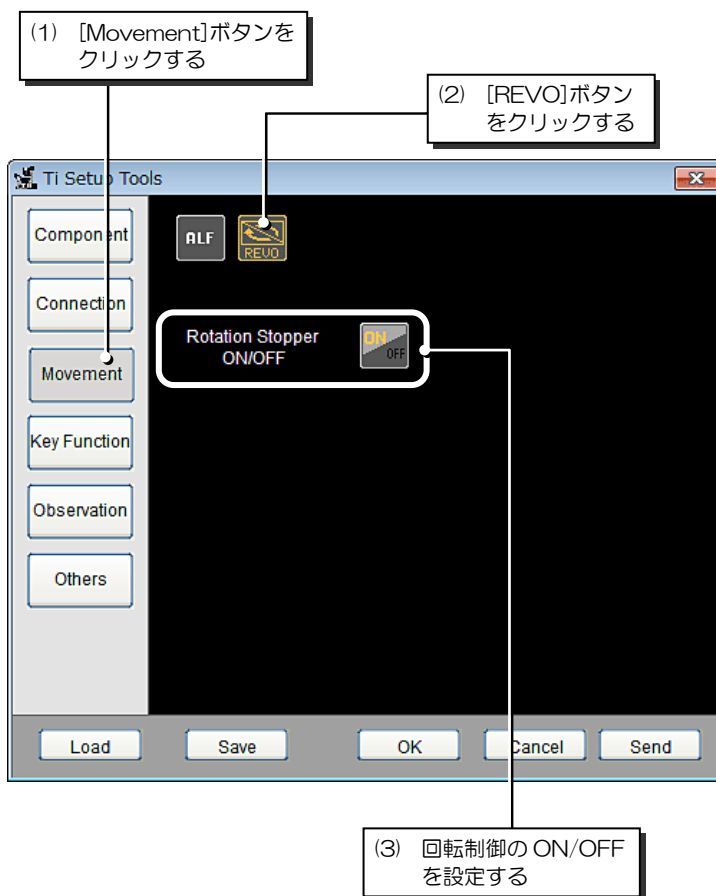 (1) [Movement]ボタンを
クリックする
(2) [REVO]ボタン
をクリックする
Ti Setup Tools
Component
ALF
REVO
Connection
Rotation Stopper
ON/OFF
ON
OFF
Movement
Key Function
Observation
Others
Load
Save
OK
Cancel
Send
(3) 回転制御の ON/OFF
を設定する